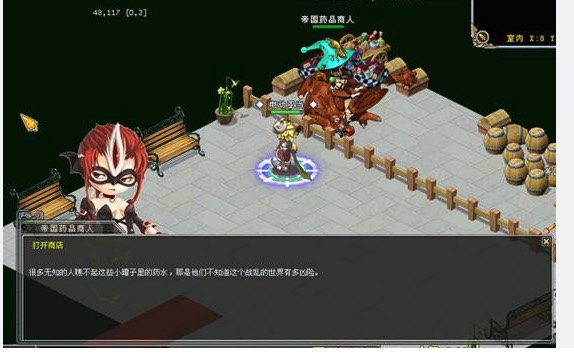 48,117 [0,2]
帝国药品商人
室内 X:8 Y
帝国药品商人
打开商店
很多无知的人瞧不起这些小罐子里的药水，那是他们不知道这个战乱的世界有多凶险。